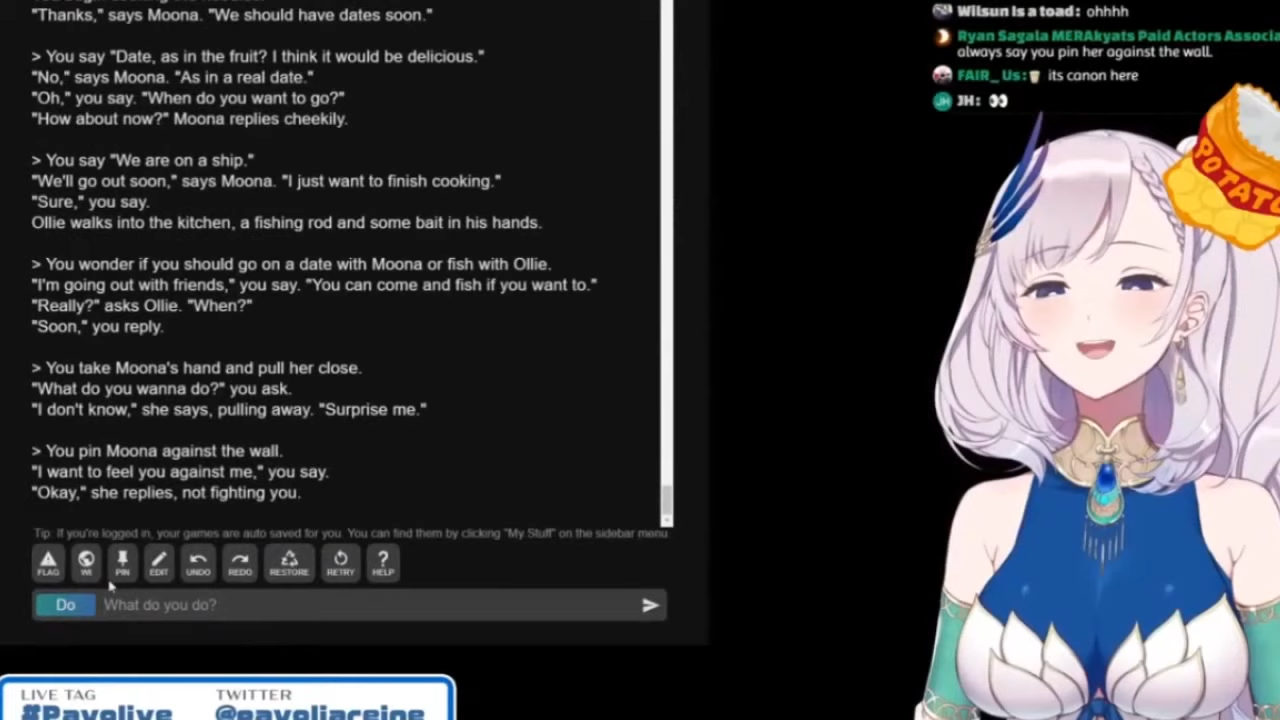 "Thanks," says Moona. "We should have dates soon."
> You say "Date, as in the fruit? I think it would be delicious."
"No," says Moona. "As in a real date."
"Oh," you say. "When do you want to go?"
"How about now?" Moona replies cheekily.
> You say "We are on a ship."
"We'll go out soon," says Moona. "I just want to finish cooking."
"Sure," you say.
Ollie walks into the kitchen, a fishing rod and some bait in his hands.
> You wonder if you should go on a date with Moona or fish with Ollie.
"I'm going out with friends," you say. "You can come and fish if you want to."
"Really?" asks Ollie. "When?"
"Soon," you reply.
> You take Moona's hand and pull her close.
"What do you wanna do?" you ask.
"I don't know," she says, pulling away. "Surprise me."
> You pin Moona against the wall.
"I want to feel you against me," you say.
"Okay," she replies, not fighting you.
Tip: If you're logged in, your games are auto saved for you. You can find them by clicking "My Stuff" on the sidebar menu
FLAG WI PIN EDIT UNDO REDO RESTORE RETRY HELP
Do What do you do?
LIVE TAG
#Pavolive
TWITTER
@pavoliareine
Wilsun Is a toad: ohhhh
Ryan Sagala MERAkyats Paid Actors Associa
always say you pin her against the wall.
FAIR_Us: its canon here
JH JH:
POTATO